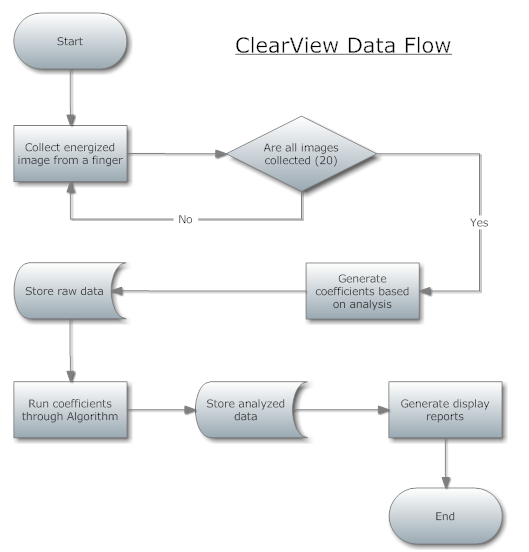 ClearView Data Flow
Start
Collect energized
image from a finger
Are all images
collected (20)
No
Yes
Generate
coefficients based
on analysis
Store raw data
Run coefficients
through Algorithm
Store analyzed
data
Generate display
reports
End